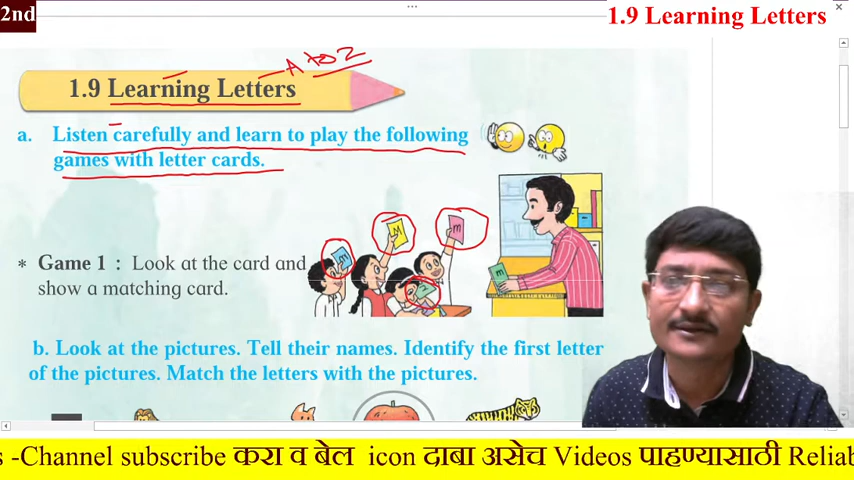 2nd
1.9 Learning Letters
A to Z
1.9 Learning Letters
a. Listen carefully and learn to play the following
games with letter cards.
m
M
m
m
* Game 1 : Look at the card and
show a matching card.
b. Look at the pictures. Tell their names. Identify the first letter
of the pictures. Match the letters with the pictures.
s -Channel subscribe करा व बेल icon दाबा असेच Videos पाहण्यासाठी Reliab